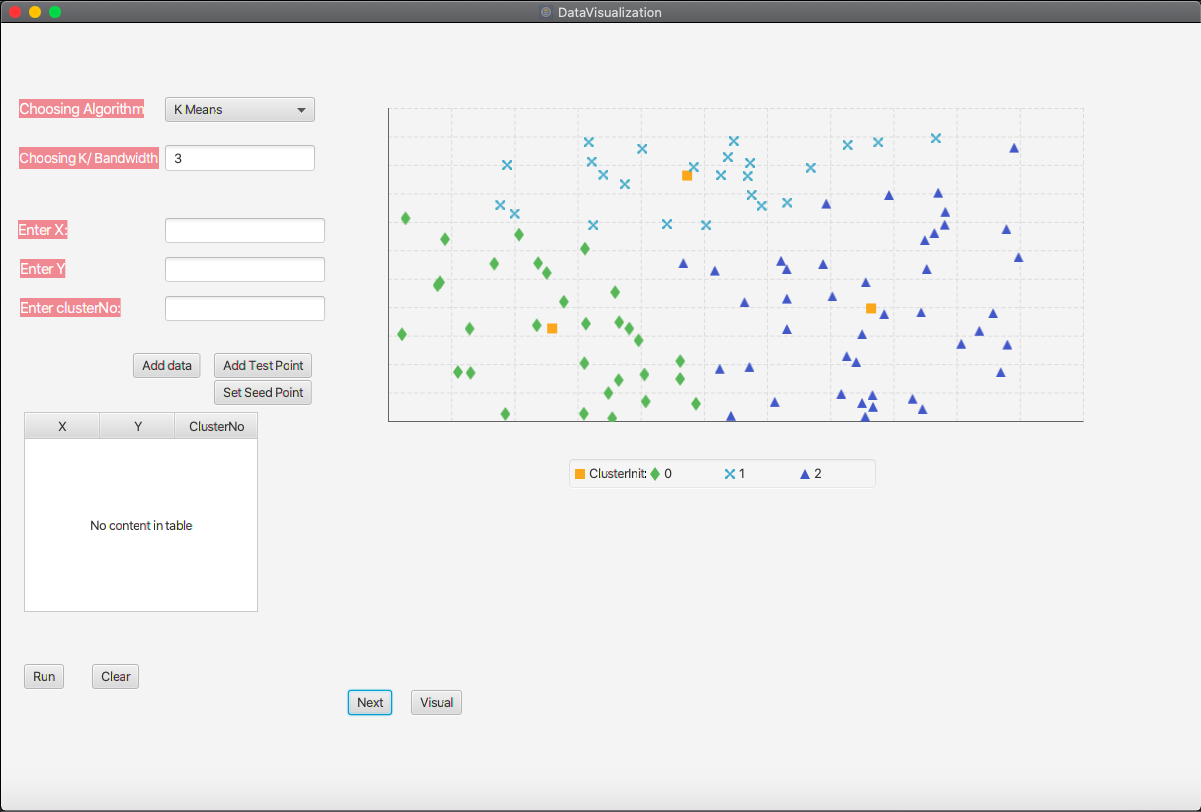 DataVisualization
Choosing Algorithm
K Means
Choosing K/ Bandwidth
3
Enter X:
Enter Y
Enter clusterNo:
Add data
Add Test Point
Set Seed Point
X Y ClusterNo
No content in table
ClusterInit: 0 1 2
Run
Clear
Next
Visual